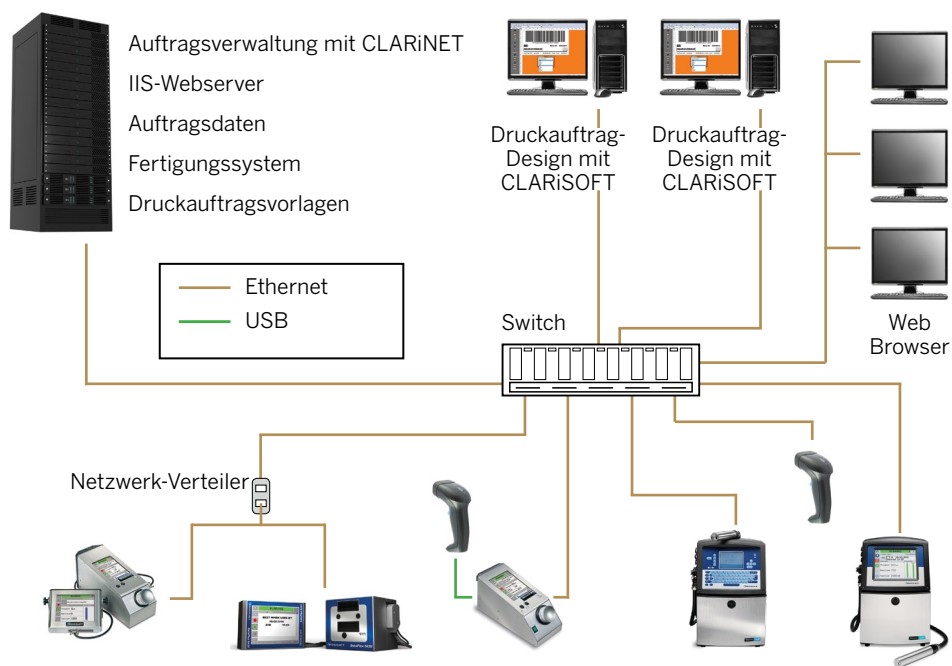 Auftragsverwaltung mit CLARiNET
IIS-Webserver
Auftragsdaten
Fertigungssystem
Druckauftragsvorlagen
Druckauftrag-
Design mit
CLARiSOFT
Druckauftrag-
Design mit
CLARiSOFT
Ethernet
USB
Switch
Web
Browser
Netzwerk-Verteiler